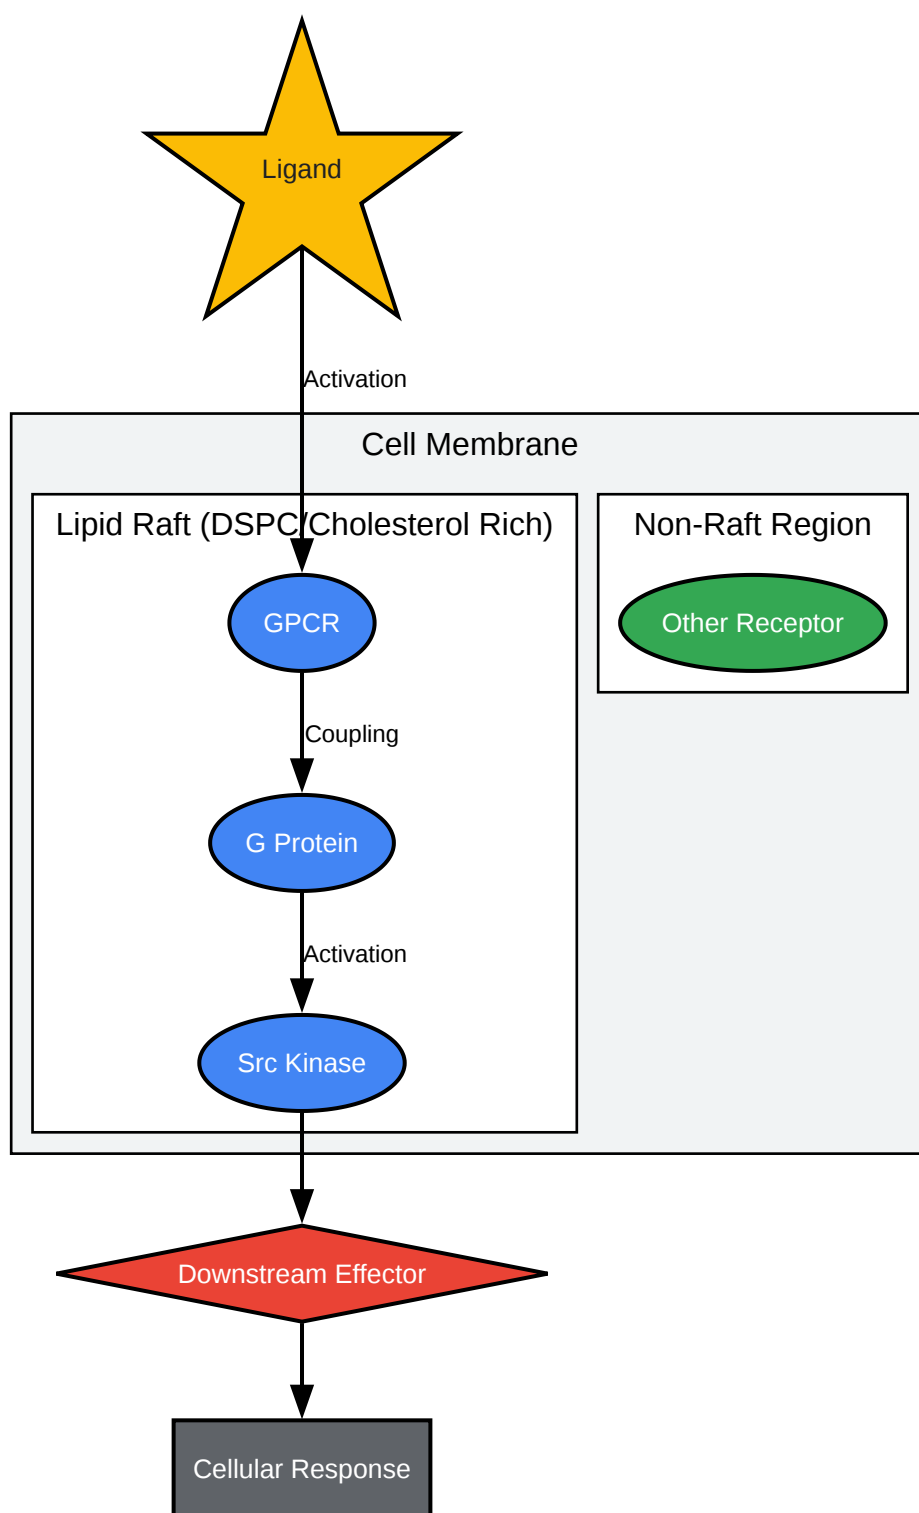 Ligand
Activation
Cell Membrane
Lipid Raft (DSPC/Cholesterol Rich)
Non-Raft Region
GPCR
Other Receptor
Coupling
G Protein
Activation
Src Kinase
Downstream Effector
Cellular Response